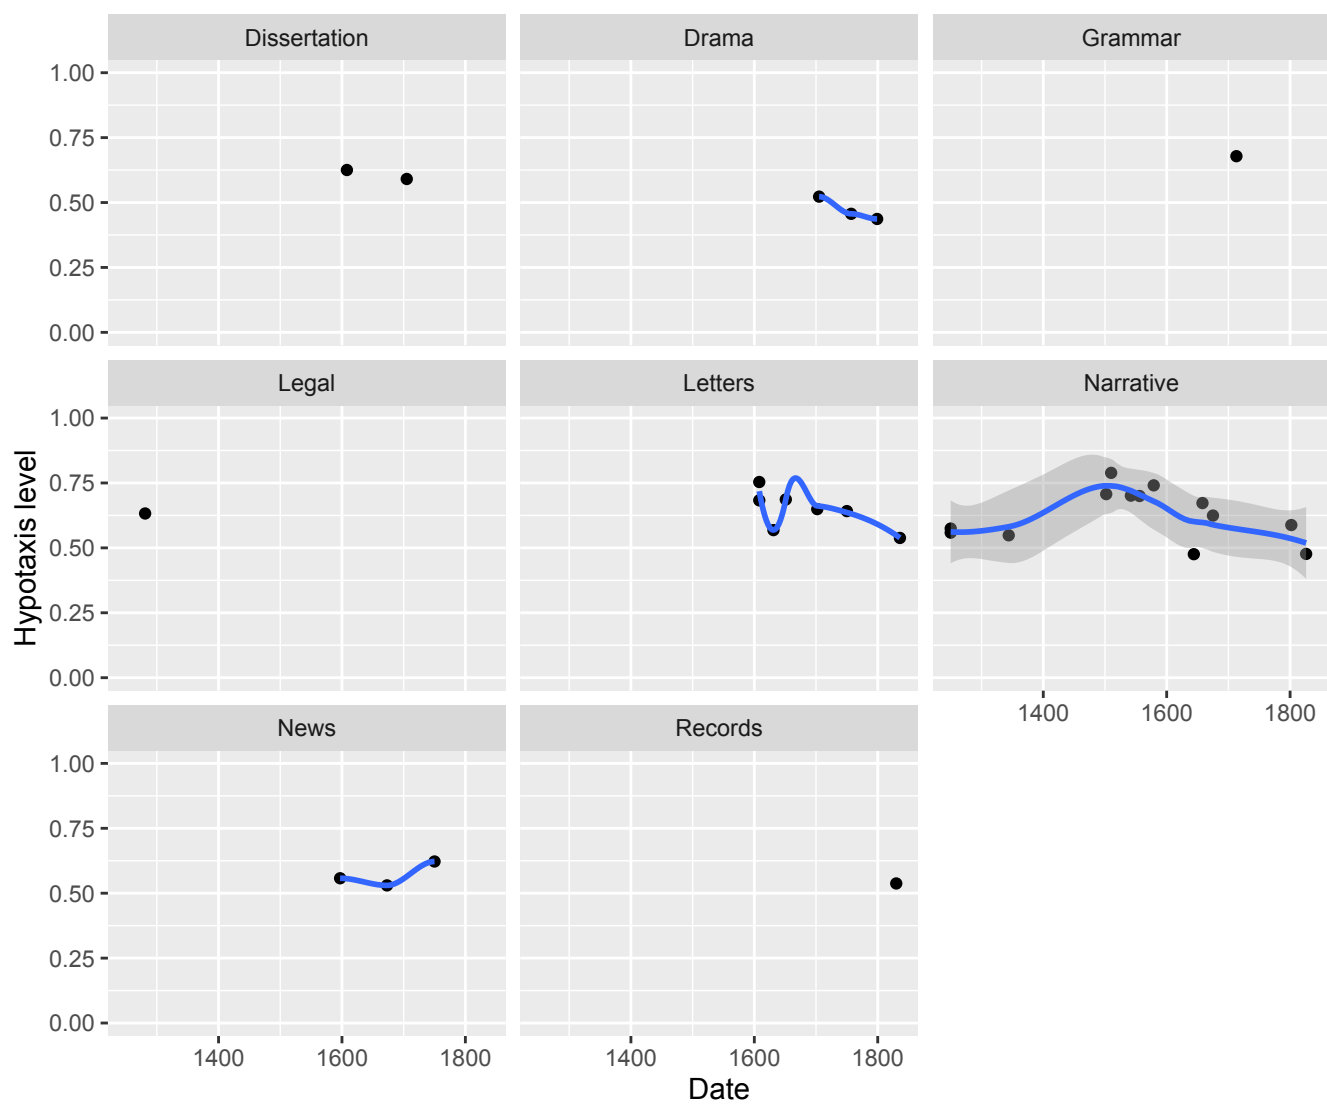 Dissertation Drama Grammar
1.00
0.75
0.50
0.25
0.00
Legal Letters Narrative
1.00
0.75
0.50
0.25
0.00
1400 1600 1800
News Records
1.00
0.75
0.50
0.25
0.00
1400 1600 1800 1400 1600 1800
Date
Hypotaxis level